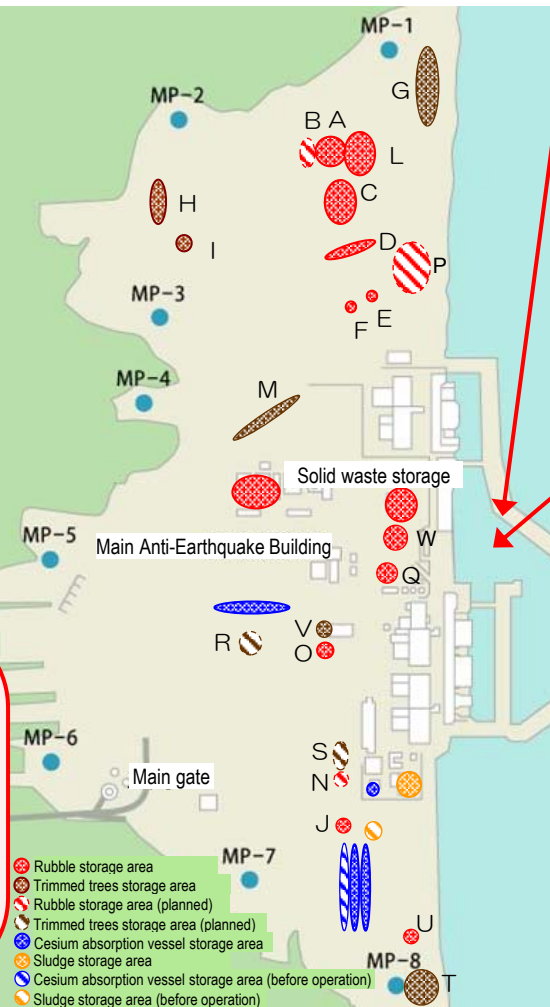 MP-1
G
MP-2
B A
L
H
C
I
D
P
E
F
MP-3
MP-4
M
Solid waste storage
MP-5
Main Anti-Earthquake Building
W
Q
V
R
O
MP-6
S
Main gate
N
J
MP-7
U
MP-8
T
Rubble storage area
Trimmed trees storage area
Rubble storage area (planned)
Trimmed trees storage area (planned)
Cesium absorption vessel storage area
Sludge storage area
Cesium absorption vessel storage area (before operation)
Sludge storage area (before operation)